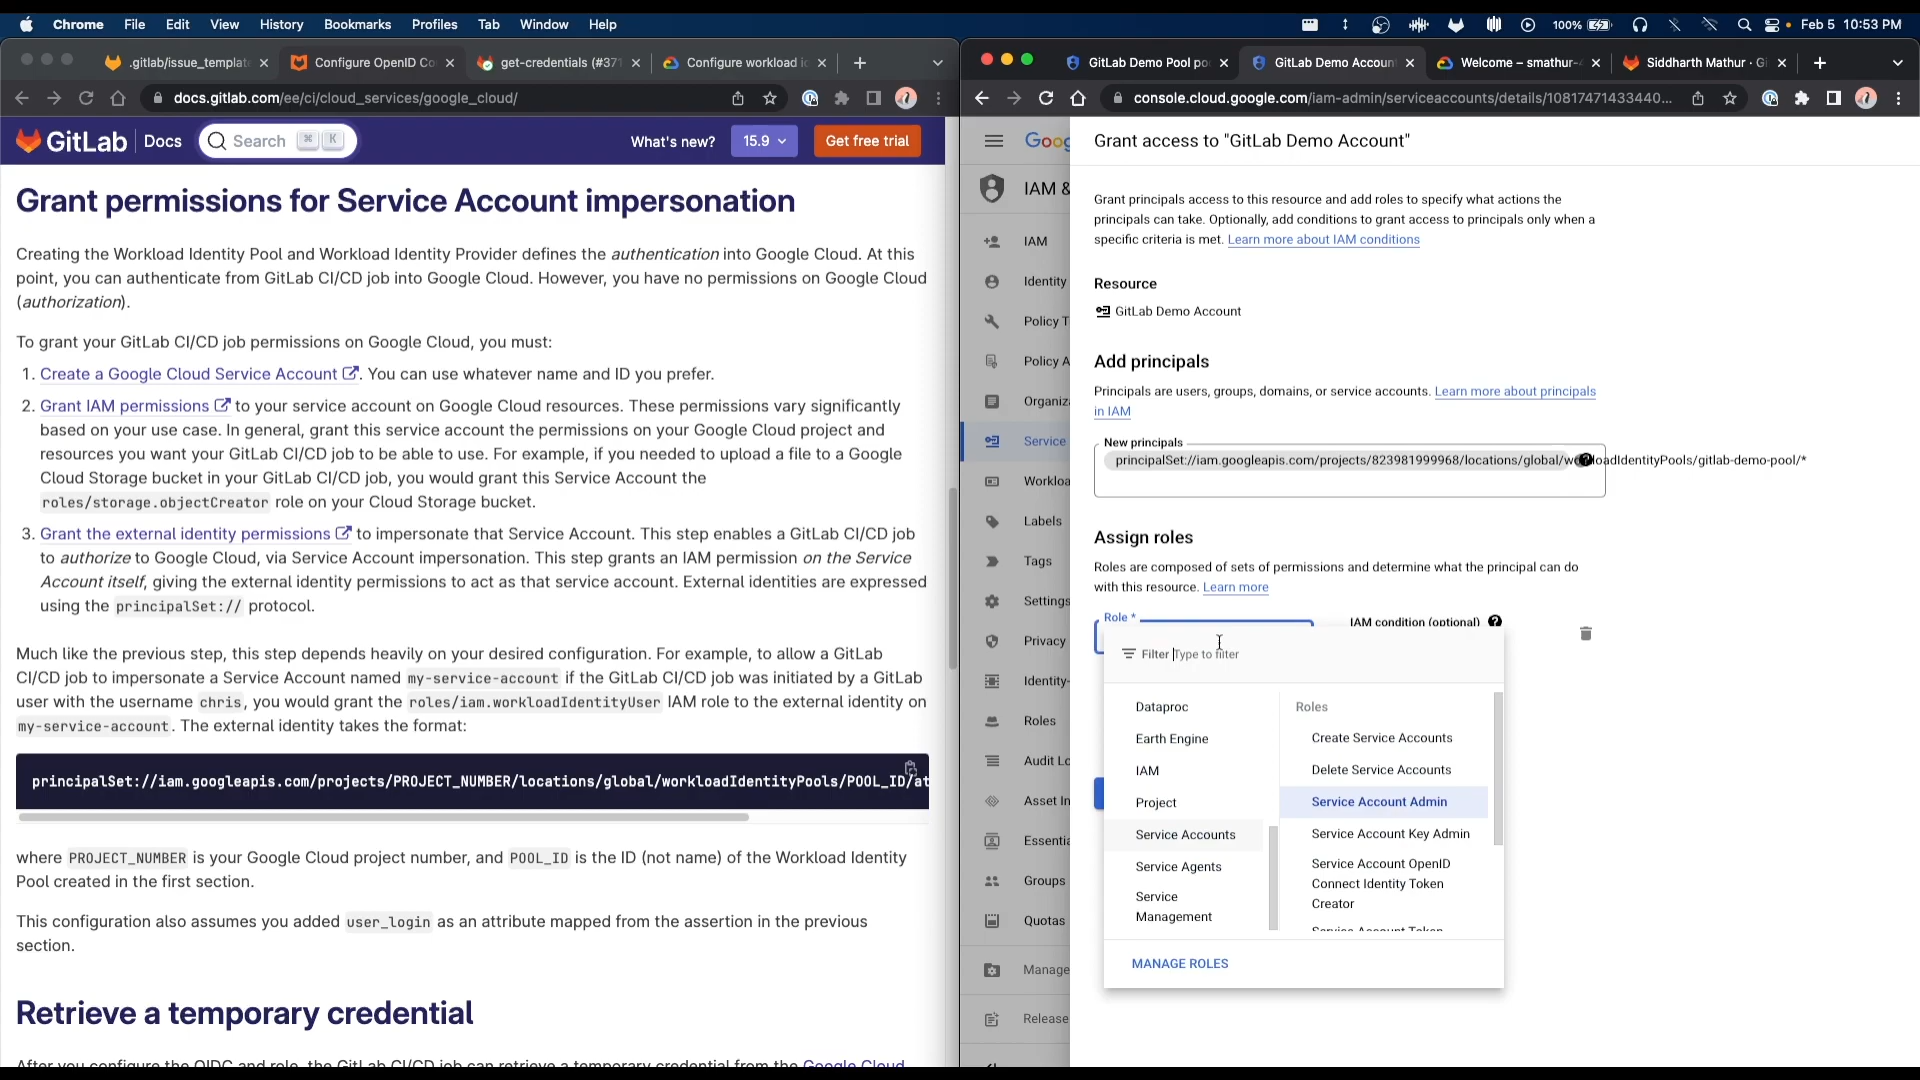 Chrome File Edit View History Bookmarks Profiles Tab Window Help
100% Feb 5 10:53 PM
.gitlab/issue_templat
Configure OpenID Co
get-credentials (#371
Configure workload i
docs.gitlab.com/ee/ci/cloud_services/google_cloud/
GitLab Docs Search ⌘ K What's new? 15.9 Get free trial
Grant permissions for Service Account impersonation
Creating the Workload Identity Pool and Workload Identity Provider defines the authentication into Google Cloud. At this
point, you can authenticate from GitLab CI/CD job into Google Cloud. However, you have no permissions on Google Cloud
(authorization).
To grant your GitLab CI/CD job permissions on Google Cloud, you must:
1. Create a Google Cloud Service Account. You can use whatever name and ID you prefer.
2. Grant IAM permissions to your service account on Google Cloud resources. These permissions vary significantly
based on your use case. In general, grant this service account the permissions on your Google Cloud project and
resources you want your GitLab CI/CD job to be able to use. For example, if you needed to upload a file to a Google
Cloud Storage bucket in your GitLab CI/CD job, you would grant this Service Account the
roles/storage.objectCreator role on your Cloud Storage bucket.
3. Grant the external identity permissions to impersonate that Service Account. This step enables a GitLab CI/CD job
to authorize to Google Cloud, via Service Account impersonation. This step grants an IAM permission on the Service
Account itself, giving the external identity permissions to act as that service account. External identities are expressed
using the principalSet:// protocol.
Much like the previous step, this step depends heavily on your desired configuration. For example, to allow a GitLab
CI/CD job to impersonate a Service Account named my-service-account if the GitLab CI/CD job was initiated by a GitLab
user with the username chris, you would grant the roles/iam.workloadIdentityUser IAM role to the external identity on
my-service-account. The external identity takes the format:
principalSet://iam.googleapis.com/projects/PROJECT_NUMBER/locations/global/workloadIdentityPools/POOL_ID/at
where PROJECT_NUMBER is your Google Cloud project number, and POOL_ID is the ID (not name) of the Workload Identity
Pool created in the first section.
This configuration also assumes you added user_login as an attribute mapped from the assertion in the previous
section.
Retrieve a temporary credential
After you configure the OIDC and role, the GitLab CI/CD job can retrieve a temporary credential from the Google Cloud
GitLab Demo Pool po
GitLab Demo Account
Welcome – smathur-
Siddharth Mathur · G
console.cloud.google.com/iam-admin/serviceaccounts/details/10817471433440...
Goog
IAM &
IAM
Identity
Policy T
Policy A
Organiz
Service
Workloa
Labels
Tags
Settings
Privacy
Identity-
Roles
Audit Lo
Asset In
Essentia
Groups
Quotas
Manage
Release
Grant access to "GitLab Demo Account"
Grant principals access to this resource and add roles to specify what actions the
principals can take. Optionally, add conditions to grant access to principals only when a
specific criteria is met. Learn more about IAM conditions
Resource
GitLab Demo Account
Add principals
Principals are users, groups, domains, or service accounts. Learn more about principals
in IAM
New principals
principalSet://iam.googleapis.com/projects/823981999968/locations/global/w loadIdentityPools/gitlab-demo-pool/*
Assign roles
Roles are composed of sets of permissions and determine what the principal can do
with this resource. Learn more
Role *
IAM condition (optional)
Filter Type to filter
Dataproc
Earth Engine
IAM
Project
Service Accounts
Service Agents
Service
Management
Roles
Create Service Accounts
Delete Service Accounts
Service Account Admin
Service Account Key Admin
Service Account OpenID
Connect Identity Token
Creator
Service Account Token
MANAGE ROLES